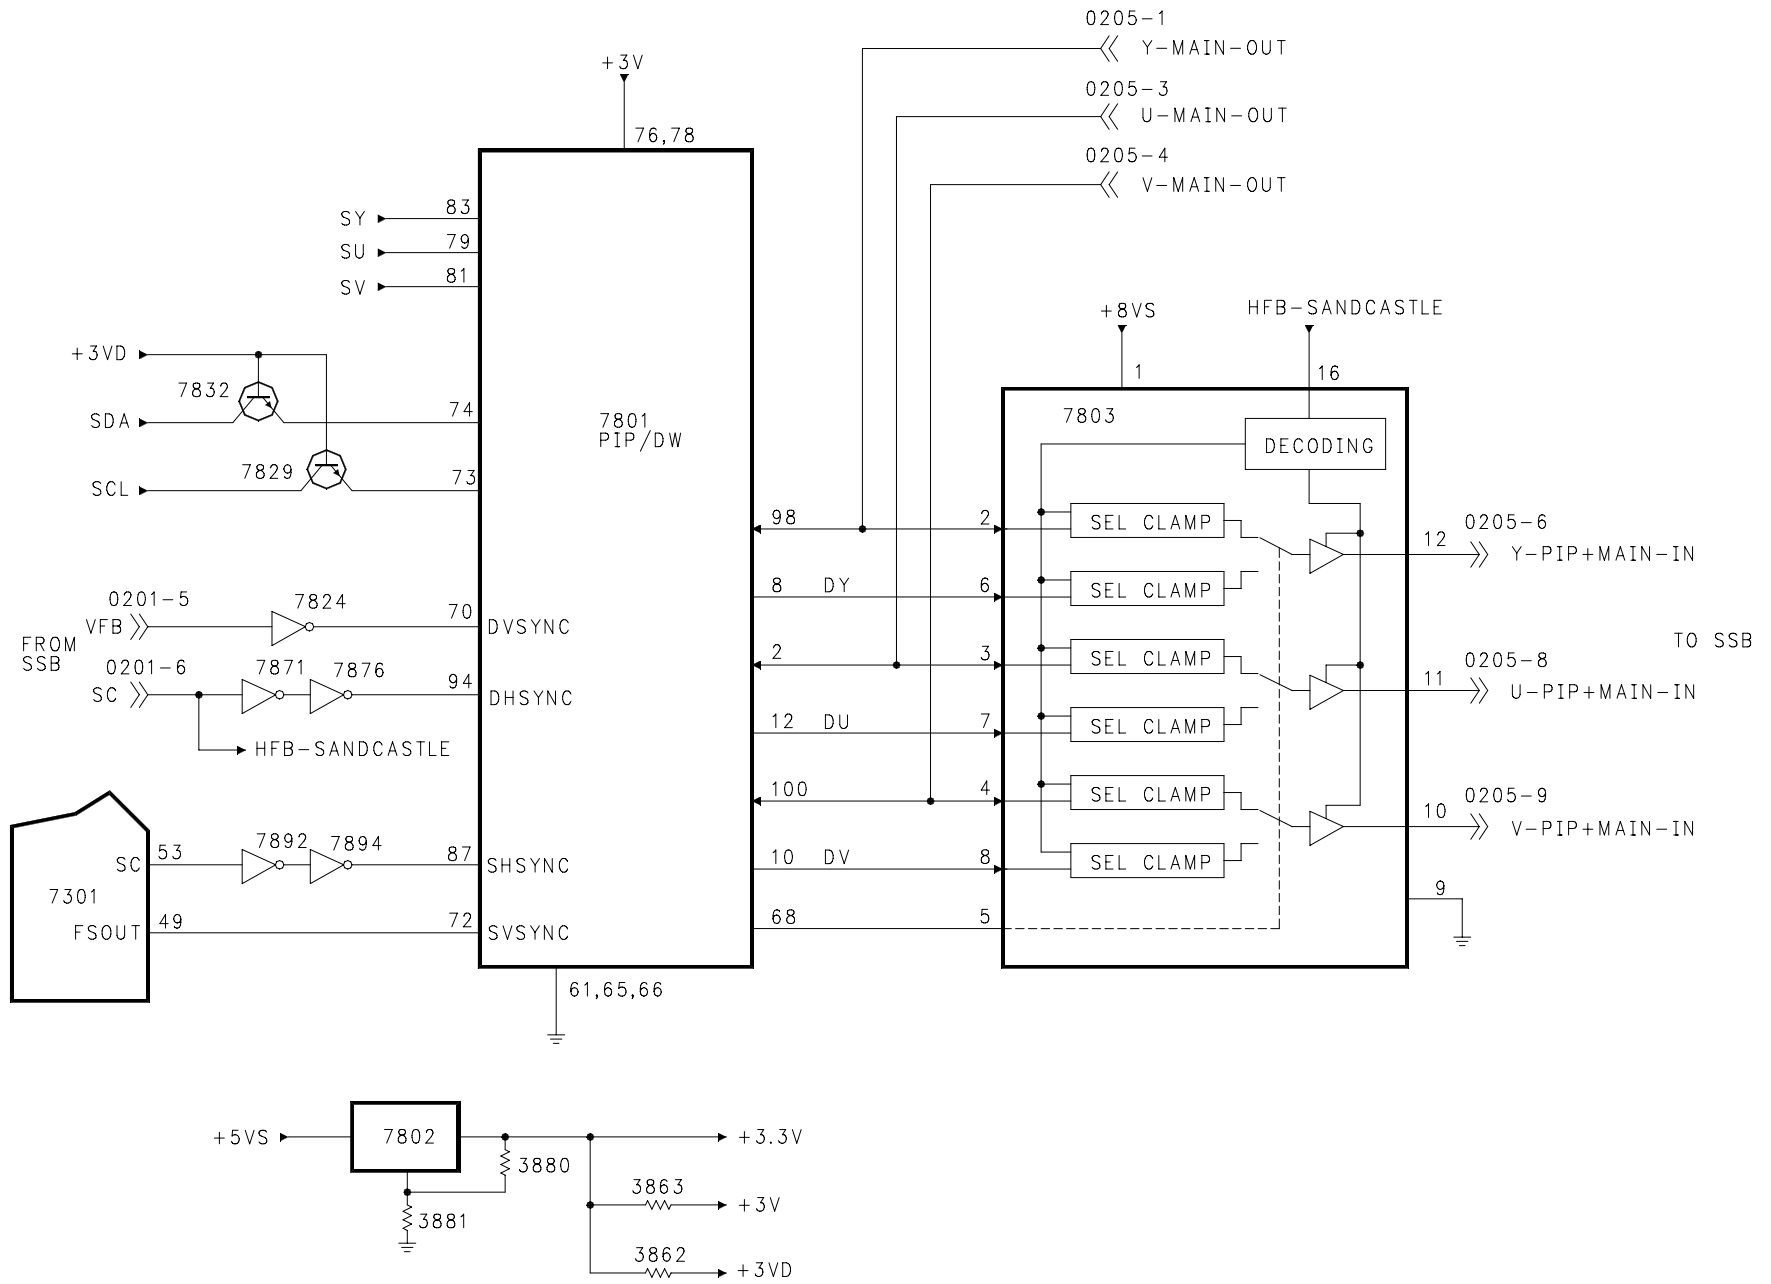 0205-1
Y-MAIN-OUT
0205-3
U-MAIN-OUT
0205-4
V-MAIN-OUT
+3V
76,78
SY
83
SU
79
SV
81
+3VD
7832
SDA
74
7829
SCL
73
7801
PIP/DW
FROM
SSB
0201-5
VFB
7824
70
DVSYNC
0201-6
SC
7871
7876
94
DHSYNC
HFB-SANDCASTLE
SC
53
7892
7894
87
SHSYNC
7301
FSOUT
49
72
SVSYNC
61,65,66
98
2
8
DY
6
2
3
12
DU
7
100
4
10
DV
8
68
5
+8VS
1
HFB-SANDCASTLE
16
7803
DECODING
SEL CLAMP
SEL CLAMP
SEL CLAMP
SEL CLAMP
SEL CLAMP
SEL CLAMP
12
0205-6
Y-PIP+MAIN-IN
TO SSB
11
0205-8
U-PIP+MAIN-IN
10
0205-9
V-PIP+MAIN-IN
9
+5VS
7802
+3.3V
3880
3863
+3V
3881
3862
+3VD